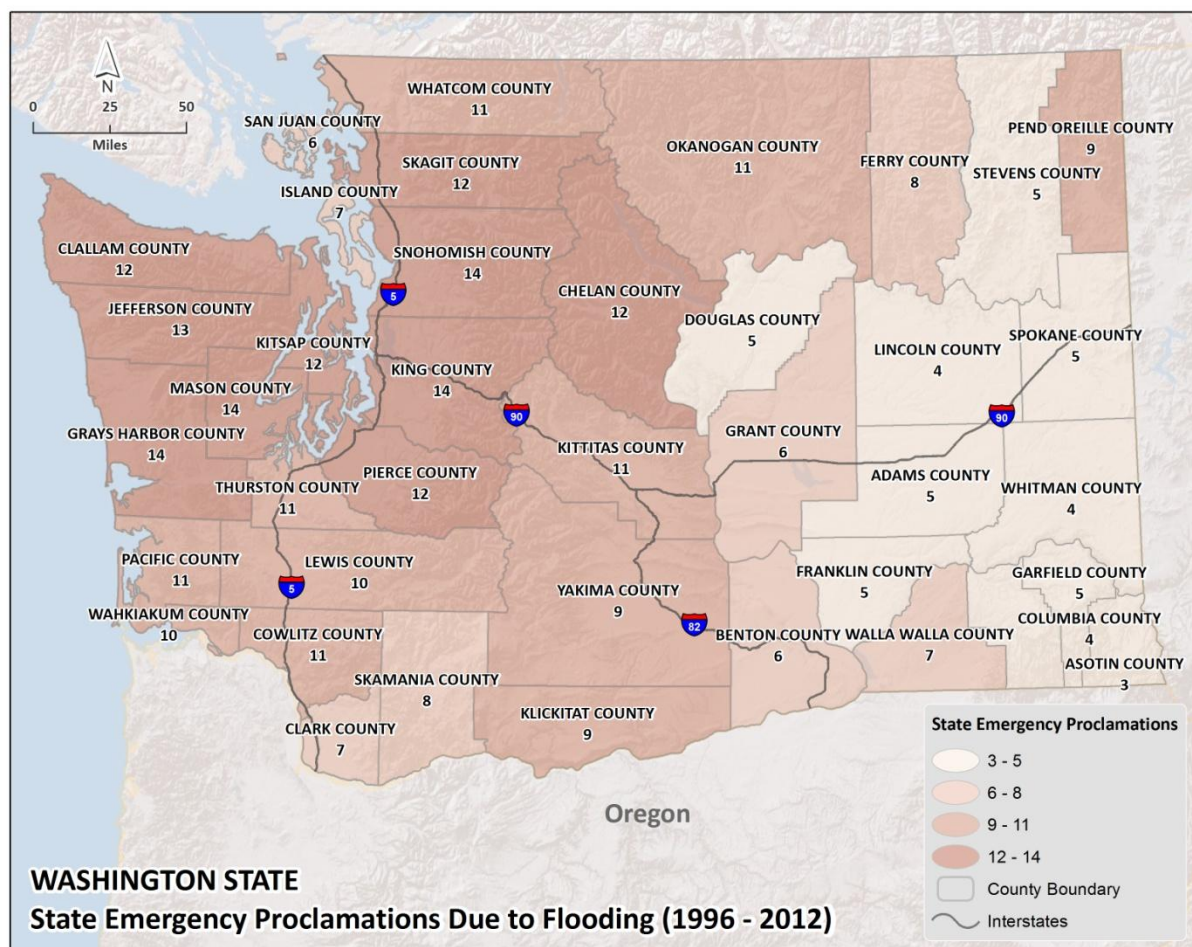 N
0 25 50
Miles
WHATCOM COUNTY
11
SAN JUAN COUNTY
6
SKAGIT COUNTY
12
ISLAND COUNTY
7
OKANOGAN COUNTY
11
FERRY COUNTY
8
PEND OREILLE COUNTY
9
STEVENS COUNTY
5
CLALLAM COUNTY
12
SNOHOMISH COUNTY
14
5
JEFFERSON COUNTY
13
CHELAN COUNTY
12
DOUGLAS COUNTY
5
KITSAP COUNTY
12
LINCOLN COUNTY
4
SPOKANE COUNTY
5
KING COUNTY
14
MASON COUNTY
14
90
90
GRAYS HARBOR COUNTY
14
GRANT COUNTY
6
KITTITAS COUNTY
11
PIERCE COUNTY
12
ADAMS COUNTY
5
THURSTON COUNTY
11
WHITMAN COUNTY
4
PACIFIC COUNTY
11
LEWIS COUNTY
10
5
YAKIMA COUNTY
9
FRANKLIN COUNTY
5
GARFIELD COUNTY
5
WAHKIAKUM COUNTY
10
82
COLUMBIA COUNTY
4
COWLITZ COUNTY
11
BENTON COUNTY
6
WALLA WALLA COUNTY
7
ASOTIN COUNTY
3
SKAMANIA COUNTY
8
KLICKITAT COUNTY
9
CLARK COUNTY
7
Oregon
State Emergency Proclamations
3 - 5
6 - 8
9 - 11
12 - 14
County Boundary
Interstates
WASHINGTON STATE
State Emergency Proclamations Due to Flooding (1996 - 2012)